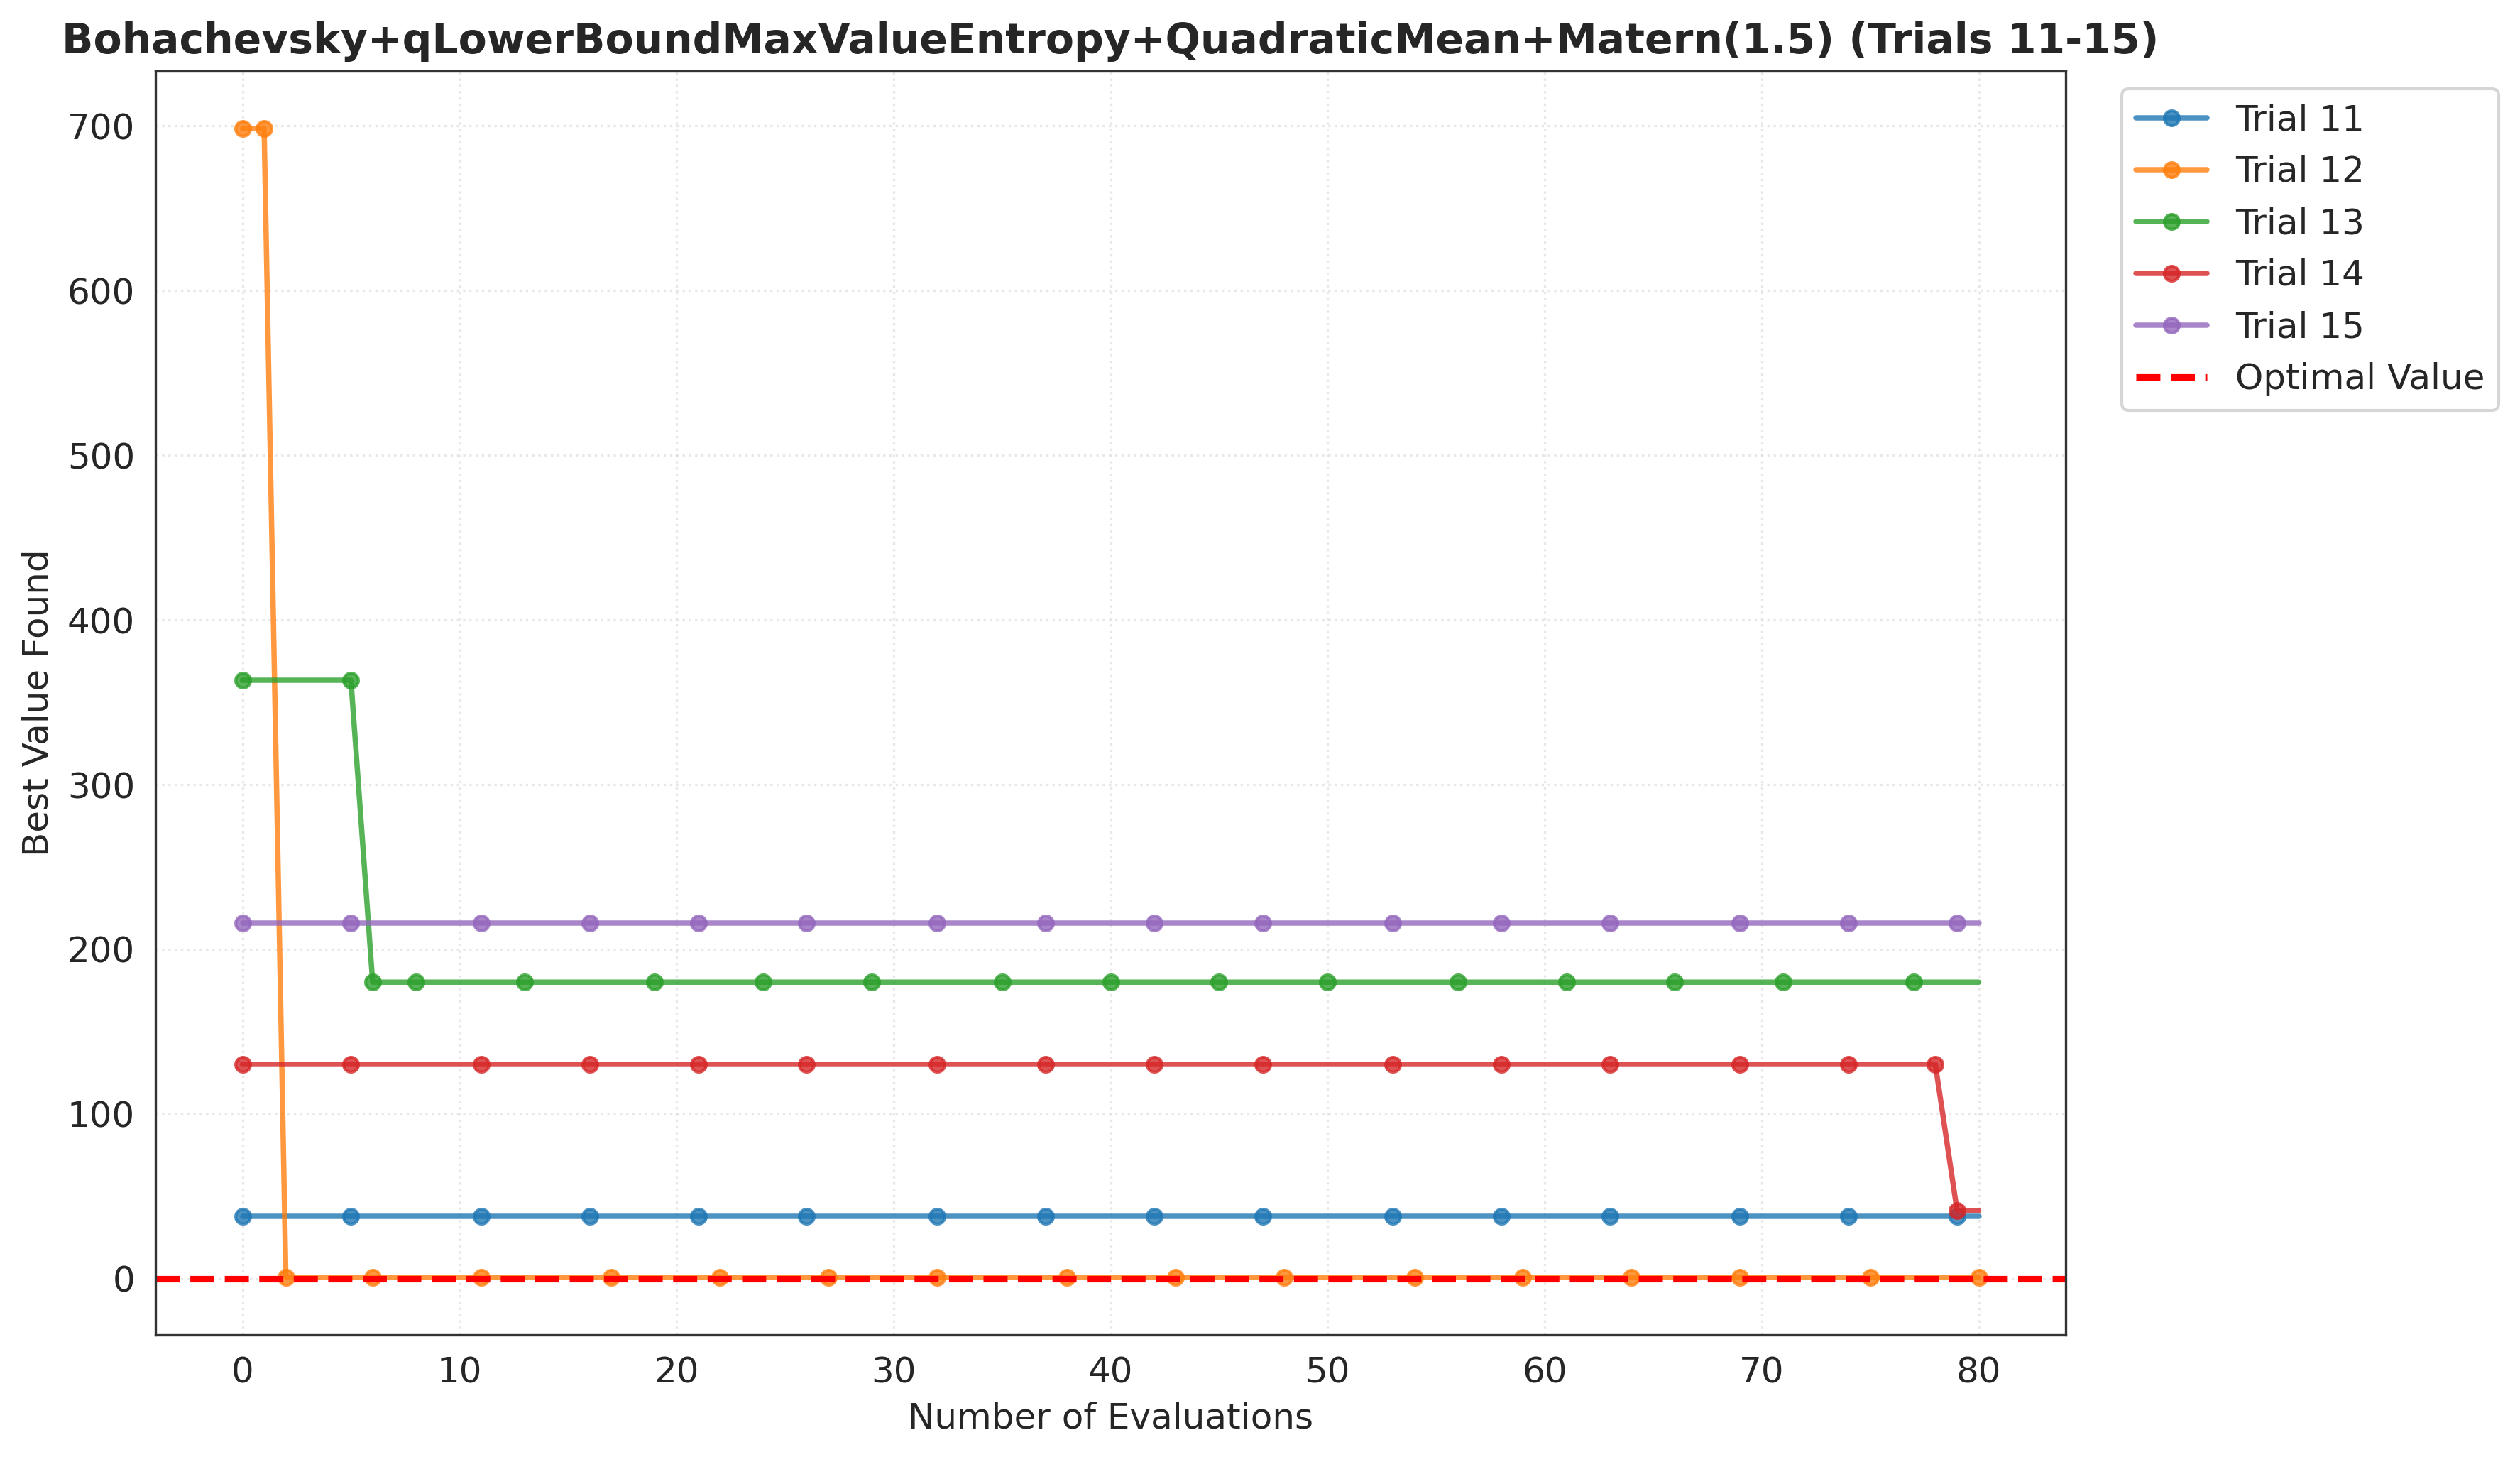 Bohachevsky+qLowerBoundMaxValueEntropy+QuadraticMean+Matern(1.5) (Trials 11-15)
Best Value Found
700
600
500
400
300
200
100
0
0 10 20 30 40 50 60 70 80
Number of Evaluations
Trial 11
Trial 12
Trial 13
Trial 14
Trial 15
Optimal Value